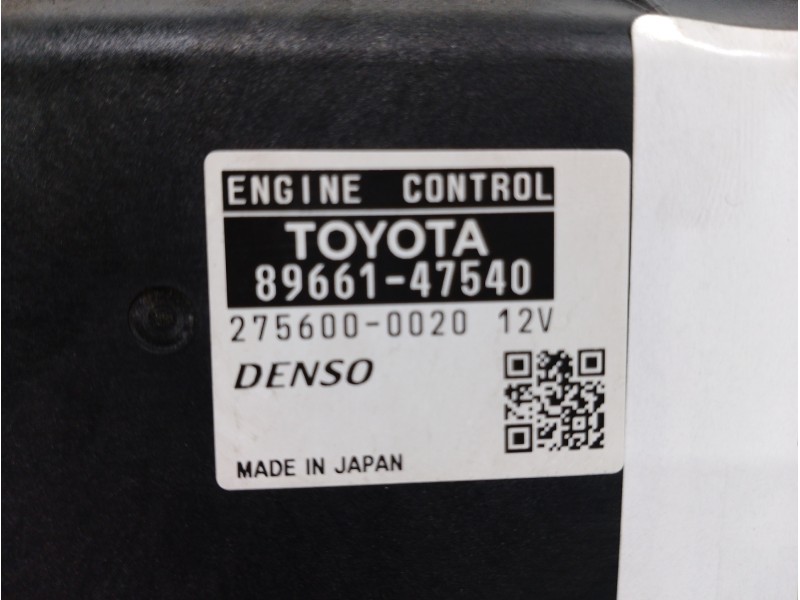 ENGINE CONTROL
TOYOTA
89661-47540
275600-0020 12V
DENSO
MADE IN JAPAN